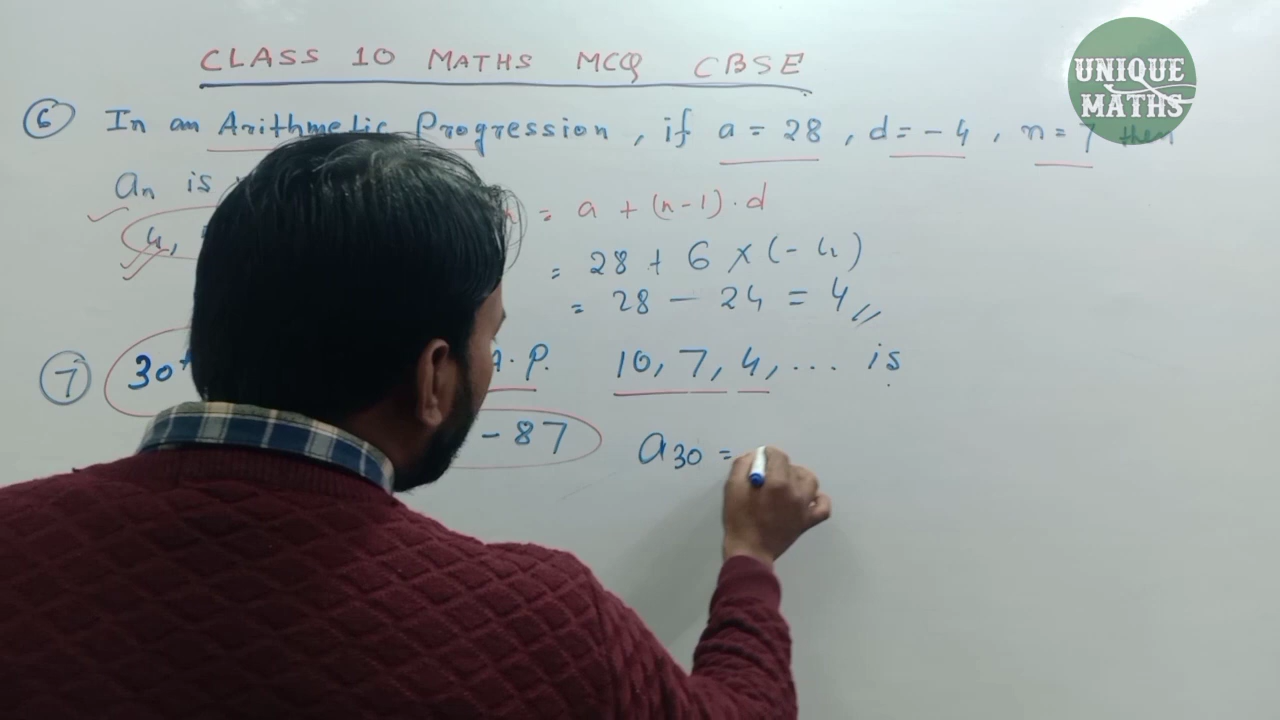 CLASS 10 MATHS MCQ CBSE
UNIQUE
MATHS
6 In an Arithmetic Progression, if a = 28, d = -4, n = 7 then
an is
= a + (n-1).d
4,
= 28 + 6 × (-4)
= 28 - 24 = 4 //
7 30 A.P. 10, 7, 4, ... is
-87
a30 =